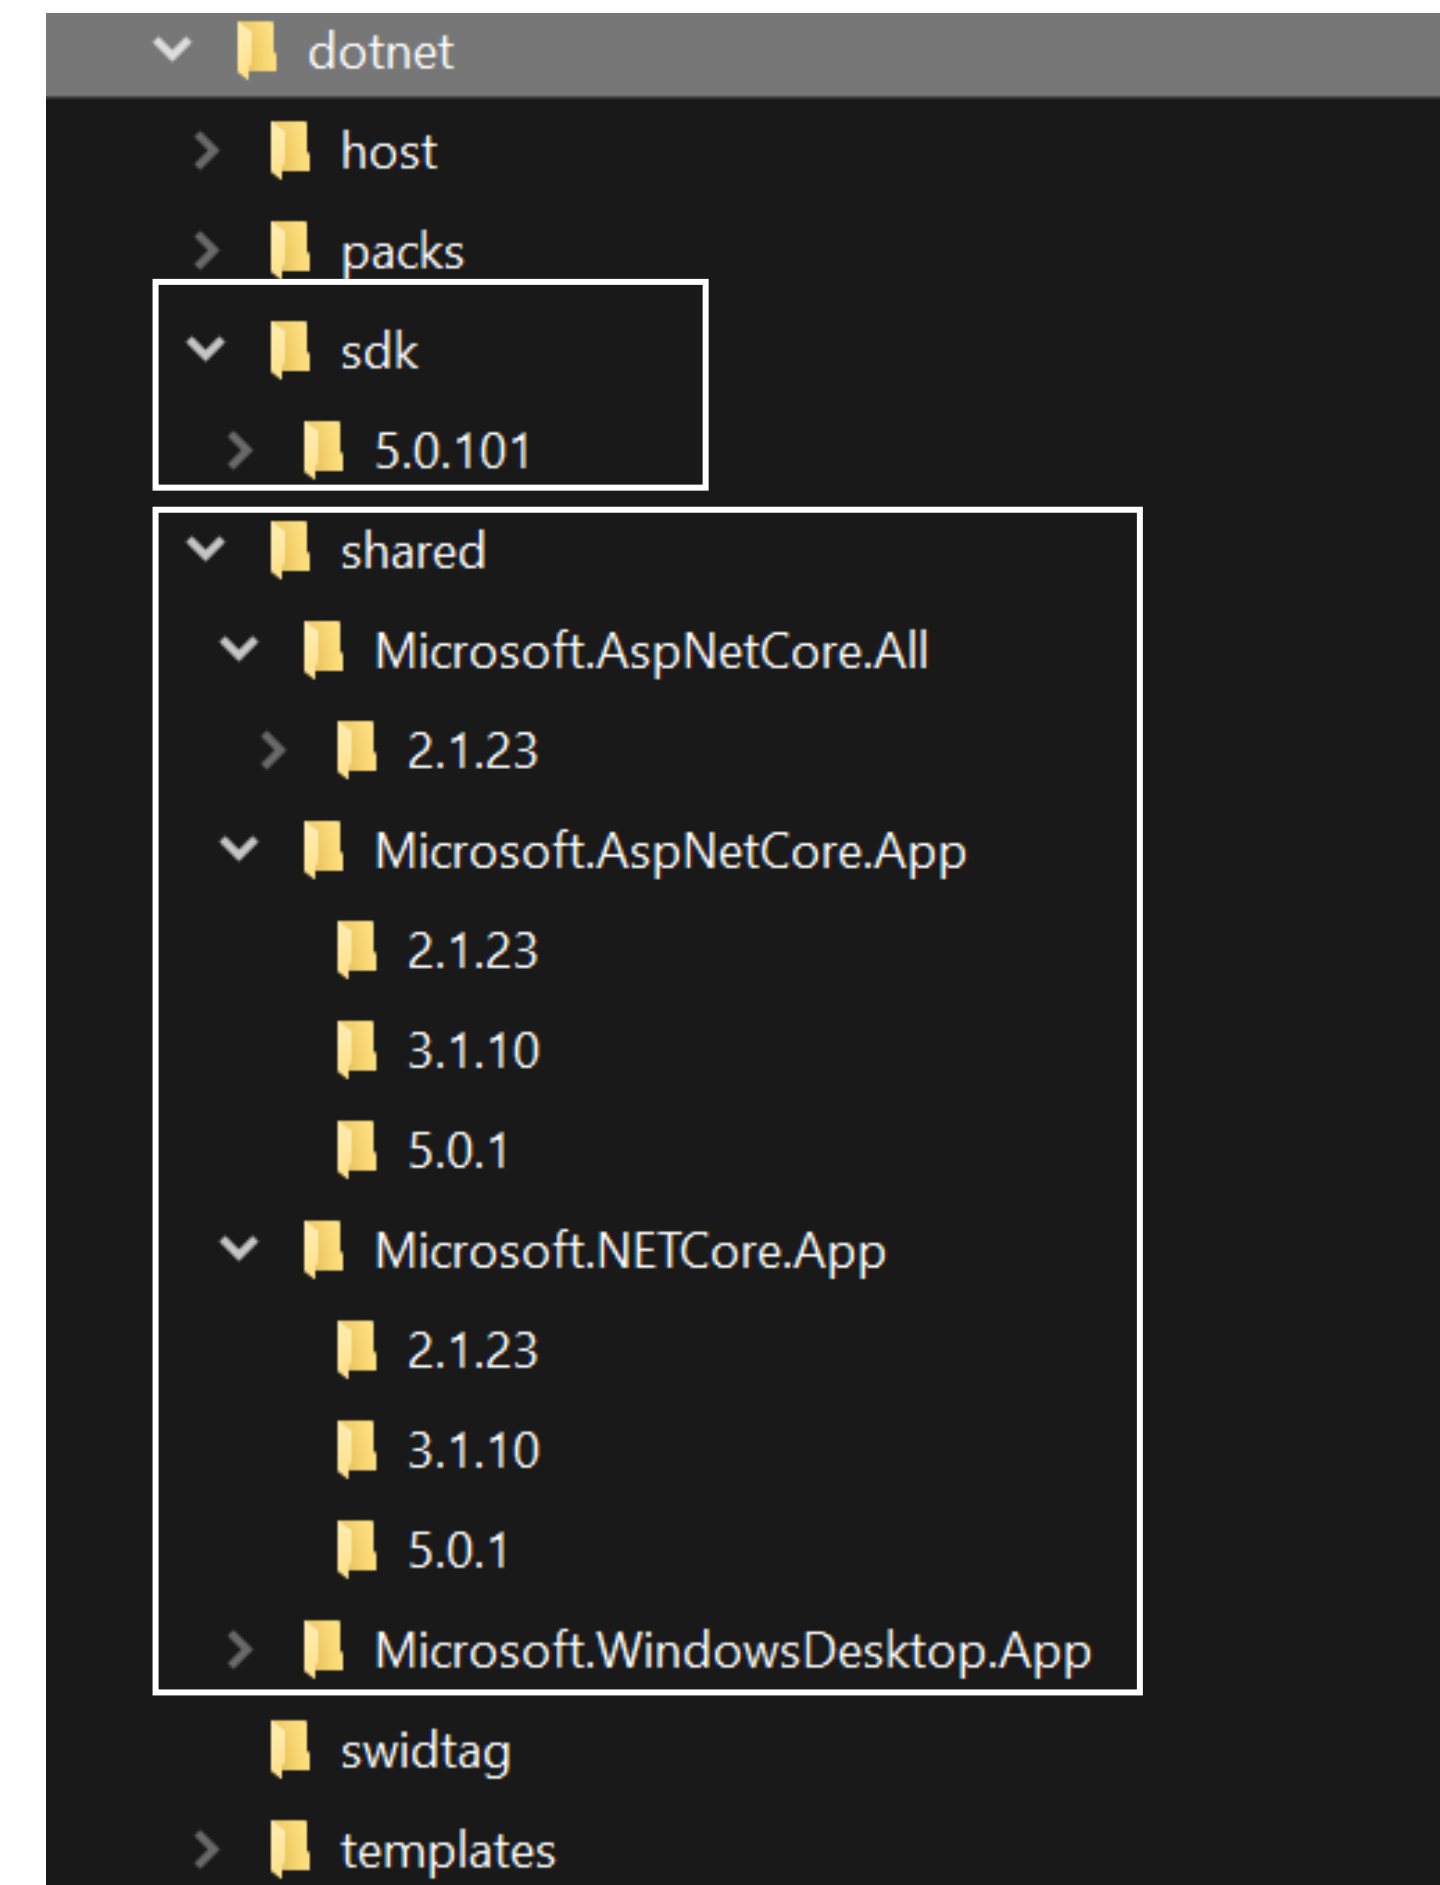 dotnet
host
packs
sdk
5.0.101
shared
Microsoft.AspNetCore.All
2.1.23
Microsoft.AspNetCore.App
2.1.23
3.1.10
5.0.1
Microsoft.NETCore.App
2.1.23
3.1.10
5.0.1
Microsoft.WindowsDesktop.App
swidtag
templates